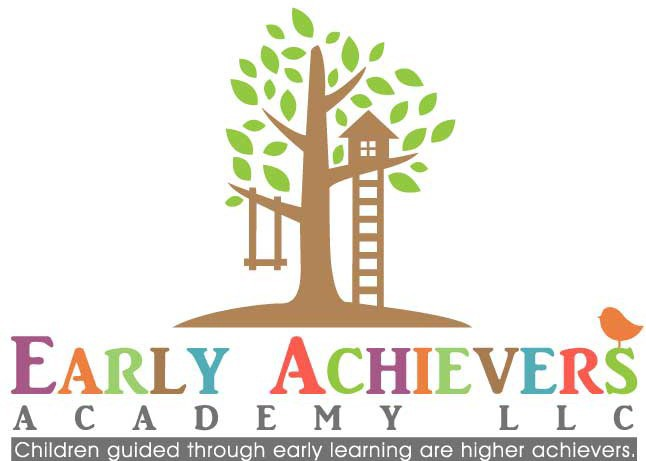 EARLY ACHIEVERS
ACADEMY LLC
Children guided through early learning are higher achievers.